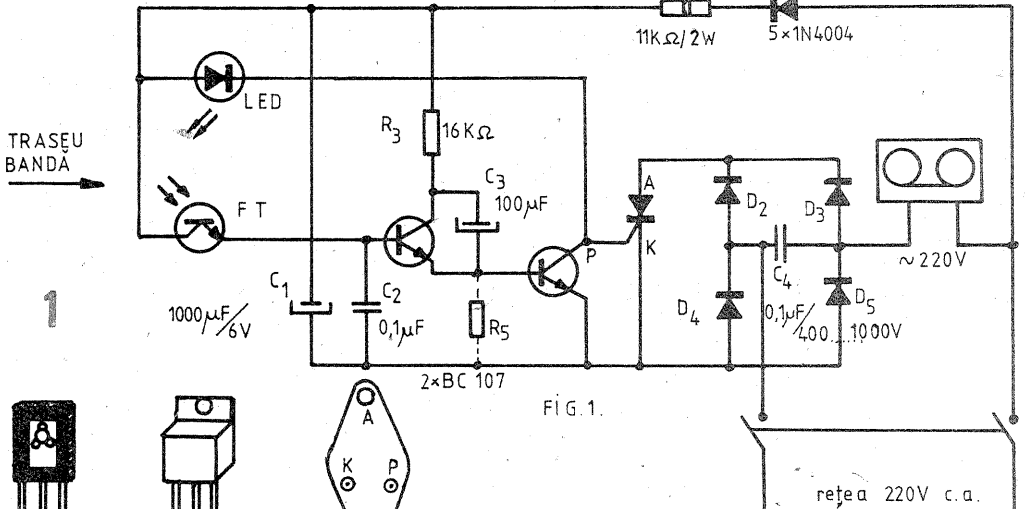 11KΩ/2W
5×1N4004
LED
TRASEU
BANDĂ
R3
16KΩ
C3
100µF
FT
A
D2
D3
P
K
~220V
C1
1000µF/6V
C2
0,1µF
R5
C4
0,1µF/400....1000V
D4
D5
1
2×BC 107
FIG.1.
A
K
P
rețea 220V c.a.